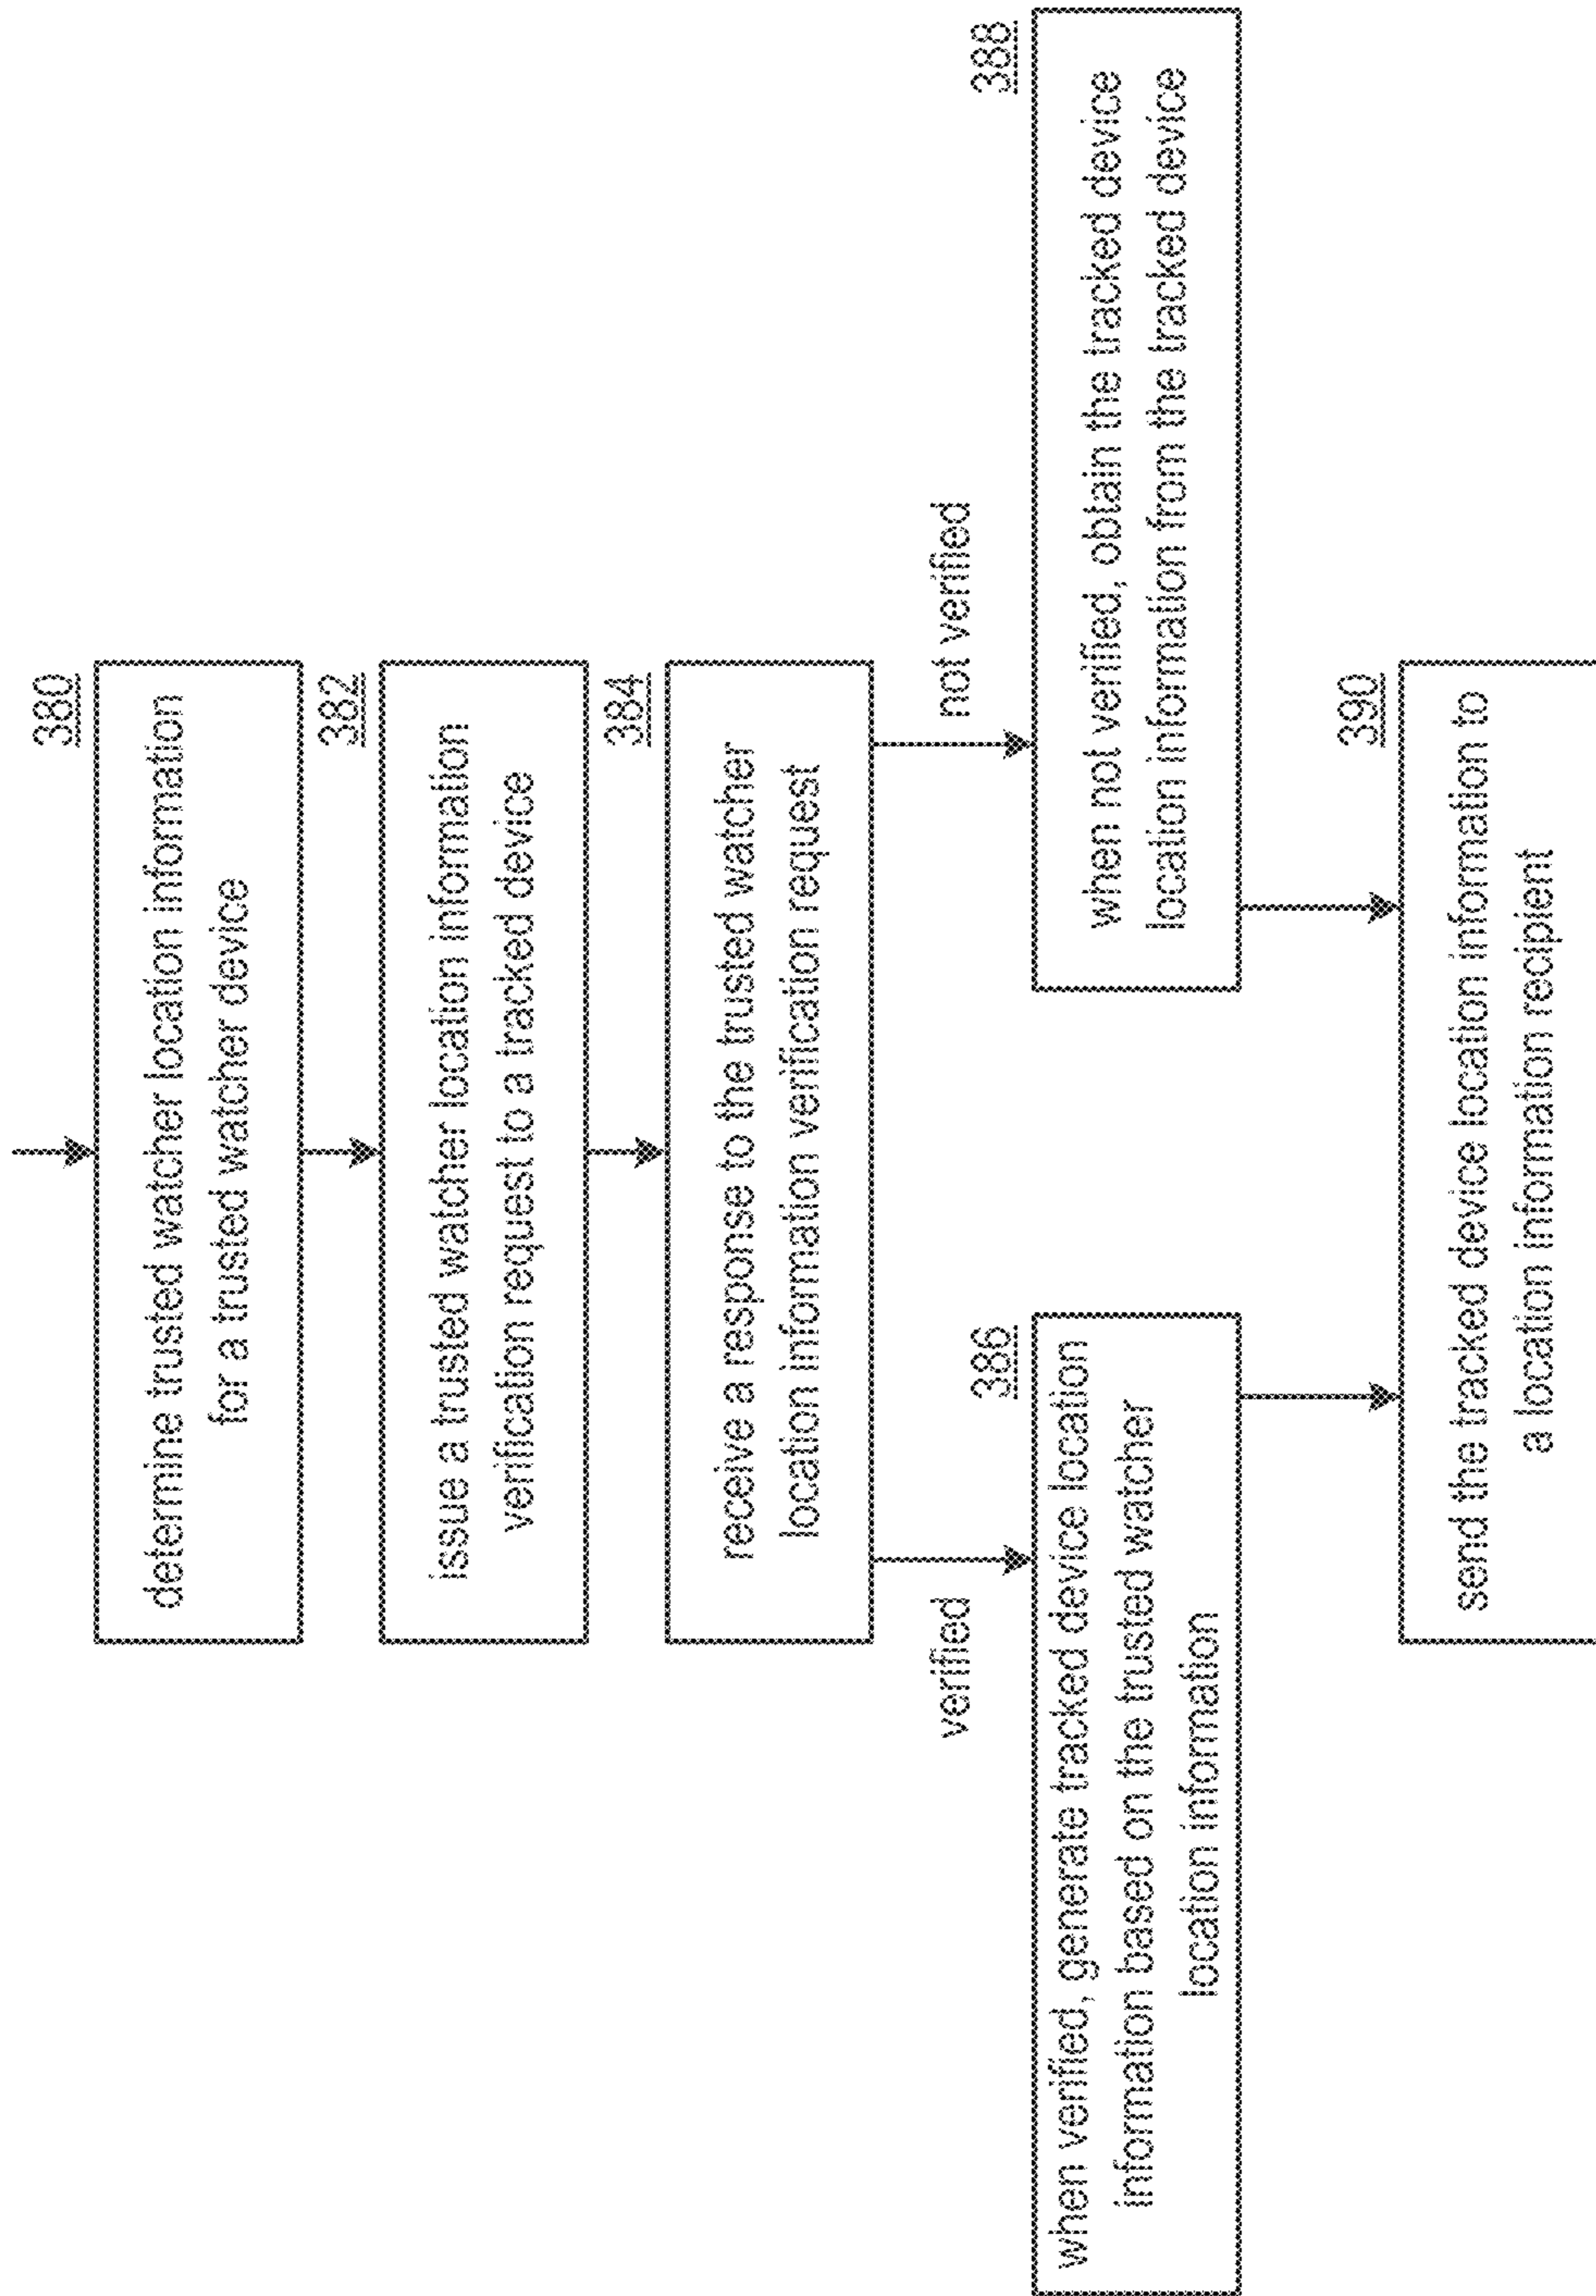 380
determine trusted watcher location information
for a trusted watcher device
382
issue a trusted watcher location information
verification request to a tracked device
384
receive a response to the trusted watcher
location information verification request
verified
not verified
386
when verified, generate tracked device location
information based on the trusted watcher
location information
388
when not verified, obtain the tracked device
location information from the tracked device
390
send the tracked device location information to
a location information recipient